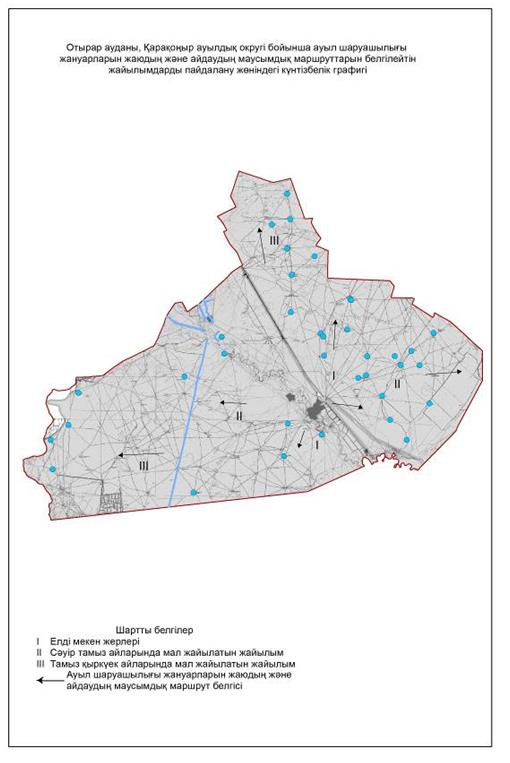 Отырар ауданы, Қарақоңыр ауылдық округі бойынша ауыл шаруашылығы
жануарларын жаюдың және айдаудың маусымдық маршруттарын белгілейтін
жайылымдарды пайдалану жөніндегі күнтізбелік графигі
III
I
II
II
I
III
Шартты белгілер
I Елді мекен жерлері
II Сәуір тамыз айларында мал жайылатын жайылым
III Тамыз қыркүек айларында мал жайылатын жайылым
Ауыл шаруашылығы жануарларын жаюдың және
айдаудың маусымдық маршрут белгісі